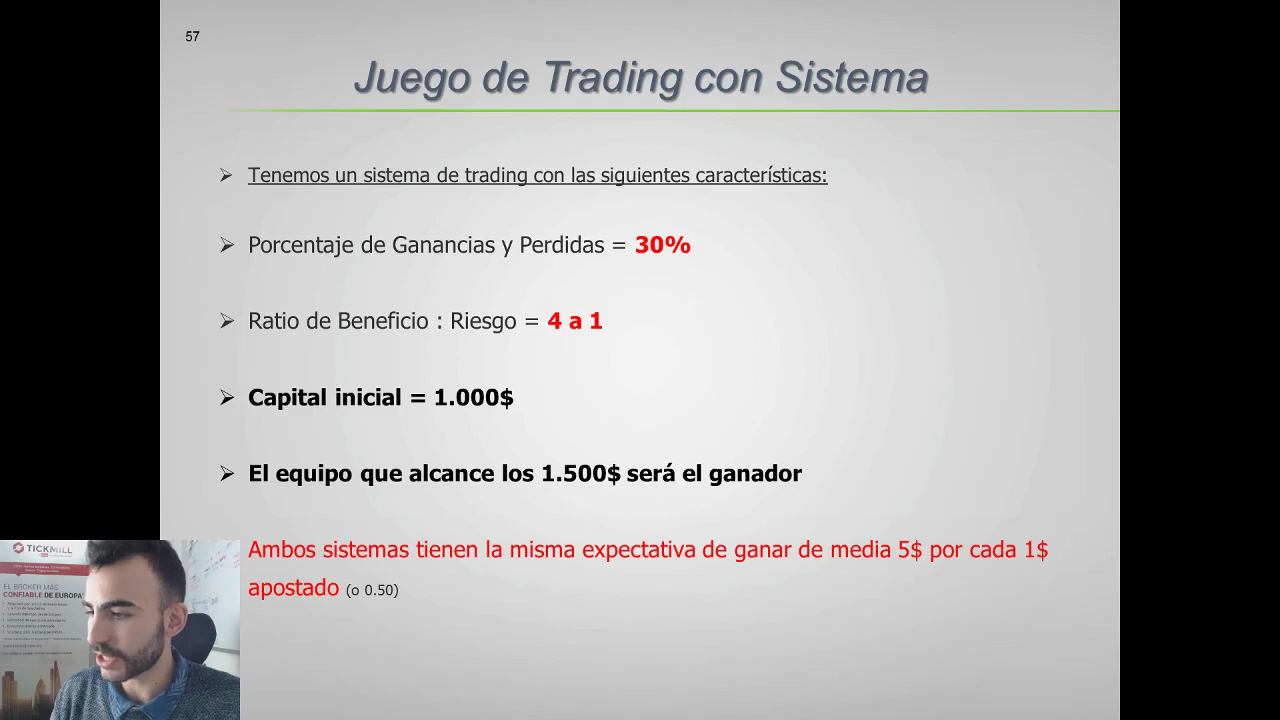 57
Juego de Trading con Sistema
Tenemos un sistema de trading con las siguientes características:
Porcentaje de Ganancias y Perdidas = 30%
Ratio de Beneficio : Riesgo = 4 a 1
Capital inicial = 1.000$
El equipo que alcance los 1.500$ será el ganador
Ambos sistemas tienen la misma expectativa de ganar de media 5$ por cada 1$
apostado (o 0.50)
TICKMILL
EL BRÓKER MÁS
CONFIABLE DE EUROPA